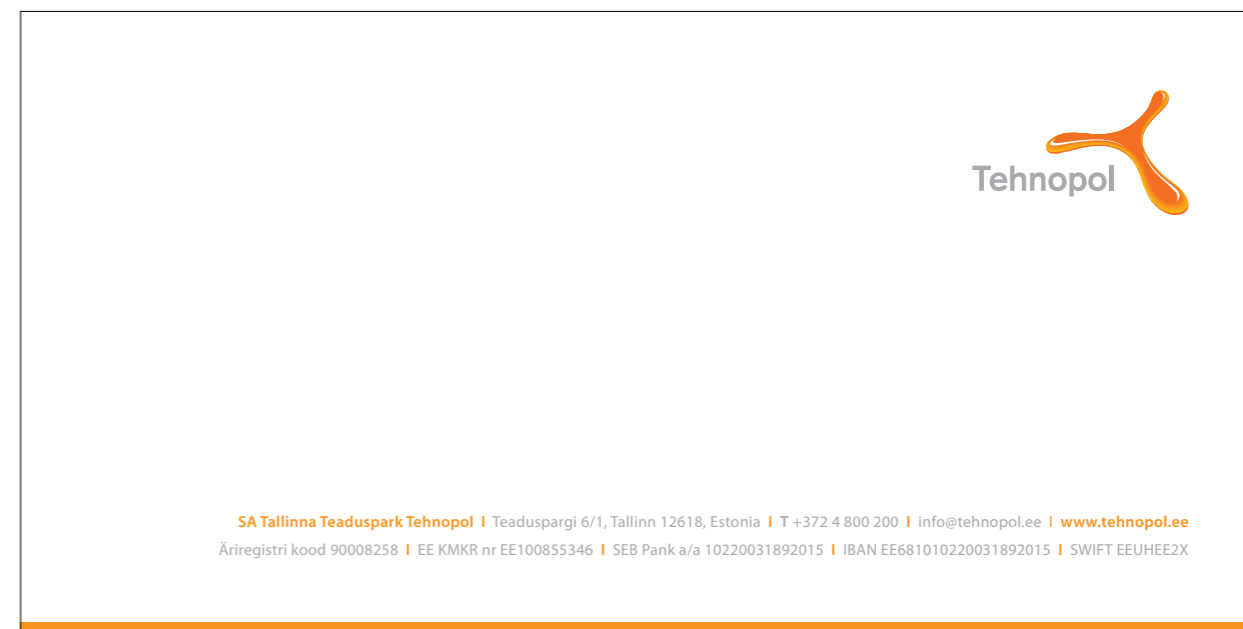 Tehnopol
SA Tallinna Teaduspark Tehnopol I Teaduspargi 6/1, Tallinn 12618, Estonia I T +372 4 800 200 I info@tehnopol.ee I www.tehnopol.ee
Äriregistri kood 90008258 I EE KMKR nr EE100855346 I SEB Pank a/a 10220031892015 I IBAN EE681010220031892015 I SWIFT EEUHEE2X